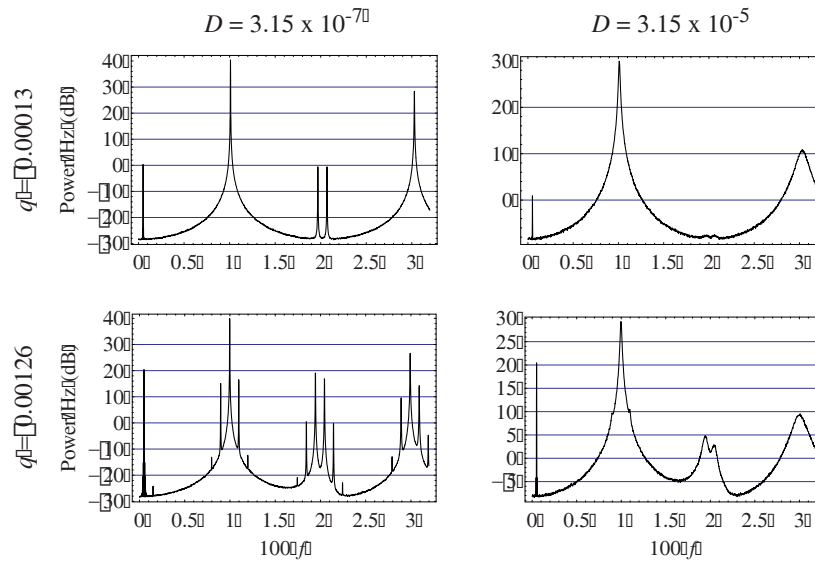 D = 3.15 x 10⁻⁷▯ D = 3.15 x 10⁻⁵
q▯=▯0.00013
Power/▯Hz▯(dB▯)
40▯
30▯
20▯
10▯
0▯
−▯10▯
−▯20▯
−▯30▯
0▯ 0.5▯ 1▯ 1.5▯ 2▯ 2.5▯ 3▯
30▯
20▯
10▯
0▯
0▯ 0.5▯ 1▯ 1.5▯ 2▯ 2.5▯ 3▯
q▯=▯0.00126
Power/▯Hz▯(dB▯)
40▯
30▯
20▯
10▯
0▯
−▯10▯
−▯20▯
−▯30▯
0▯ 0.5▯ 1▯ 1.5▯ 2▯ 2.5▯ 3▯
100▯f▯
30▯
25▯
20▯
15▯
10▯
5▯
0▯
−▯5▯
0▯ 0.5▯ 1▯ 1.5▯ 2▯ 2.5▯ 3▯
100▯f▯